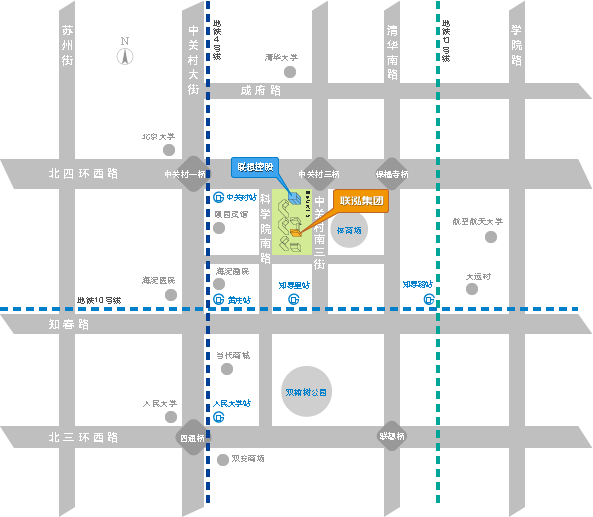 苏州街
中关村大街
地铁4号线
清华南路
地铁13号线
学院路
N
清华大学
成府路
北京大学
联想控股
北四环西路
中关村一桥
中关村三桥
保福寺桥
中关村站
科学院南路
中关村南三街
联泓集团
航空航天大学
海淀医院
海淀医院
知春里站
知春路站
大运村
地铁10号线
黄庄站
知春路
当代商城
双榆树公园
人民大学
人民大学站
北三环西路
四通桥
联想桥
双安商场